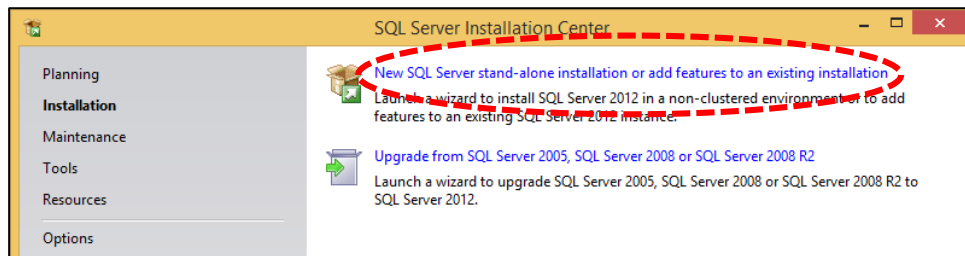 SQL Server Installation Center
Planning
Installation
Maintenance
Tools
Resources
Options
New SQL Server stand-alone installation or add features to an existing installation
Launch a wizard to install SQL Server 2012 in a non-clustered environment or to add
features to an existing SQL Server 2012 instance.
Upgrade from SQL Server 2005, SQL Server 2008 or SQL Server 2008 R2
Launch a wizard to upgrade SQL Server 2005, SQL Server 2008 or SQL Server 2008 R2 to
SQL Server 2012.